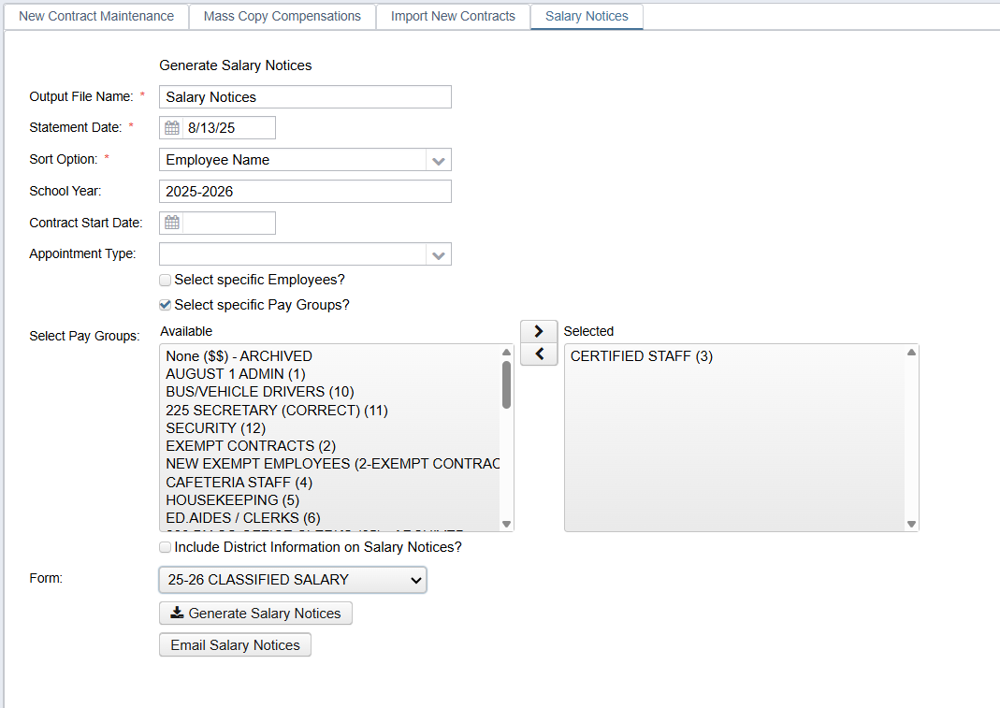 New Contract Maintenance
Mass Copy Compensations
Import New Contracts
Salary Notices
Generate Salary Notices
Output File Name: * Salary Notices
Statement Date: * 8/13/25
Sort Option: * Employee Name
School Year: 2025-2026
Contract Start Date:
Appointment Type:
Select specific Employees?
Select specific Pay Groups?
Select Pay Groups:
Available
None ($$) - ARCHIVED
AUGUST 1 ADMIN (1)
BUS/VEHICLE DRIVERS (10)
225 SECRETARY (CORRECT) (11)
SECURITY (12)
EXEMPT CONTRACTS (2)
NEW EXEMPT EMPLOYEES (2-EXEMPT CONTRAC
CAFETERIA STAFF (4)
HOUSEKEEPING (5)
ED.AIDES / CLERKS (6)
Selected
CERTIFIED STAFF (3)
Include District Information on Salary Notices?
Form: 25-26 CLASSIFIED SALARY
Generate Salary Notices
Email Salary Notices